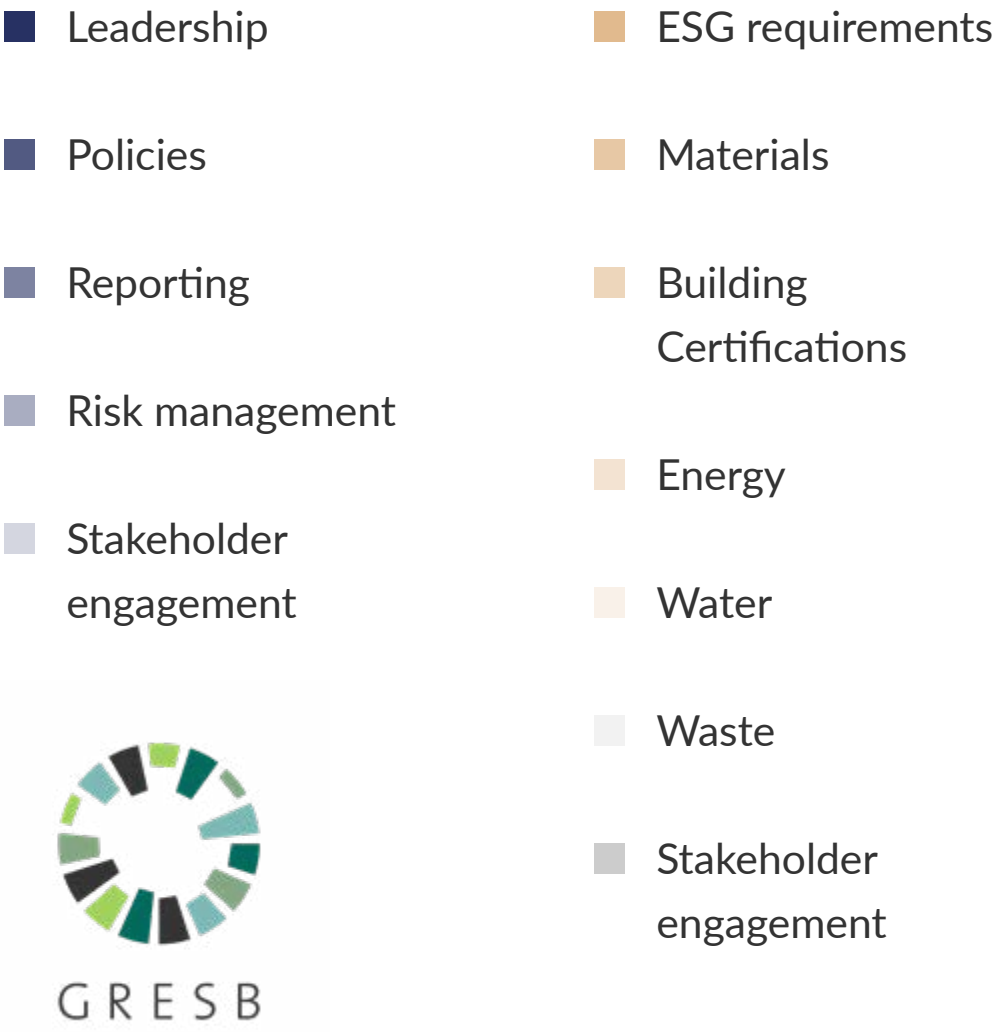 Leadership
Policies
Reporting
Risk management
Stakeholder
engagement
GRESB
ESG requirements
Materials
Building
Certifications
Energy
Water
Waste
Stakeholder
engagement